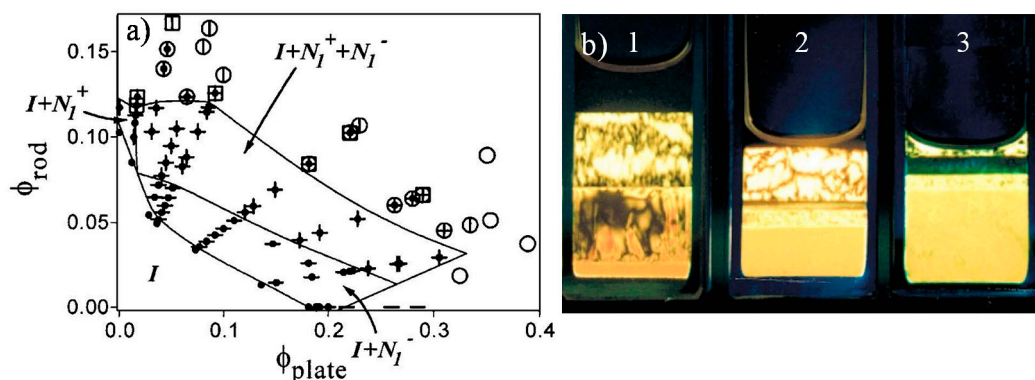 a)
I+N₁⁺+N₁⁻
I+N₁⁺
I
I+N₁⁻
0.15
0.10
0.05
0.00
ϕrod
0.0 0.1 0.2 0.3 0.4
ϕplate
b) 1 2 3